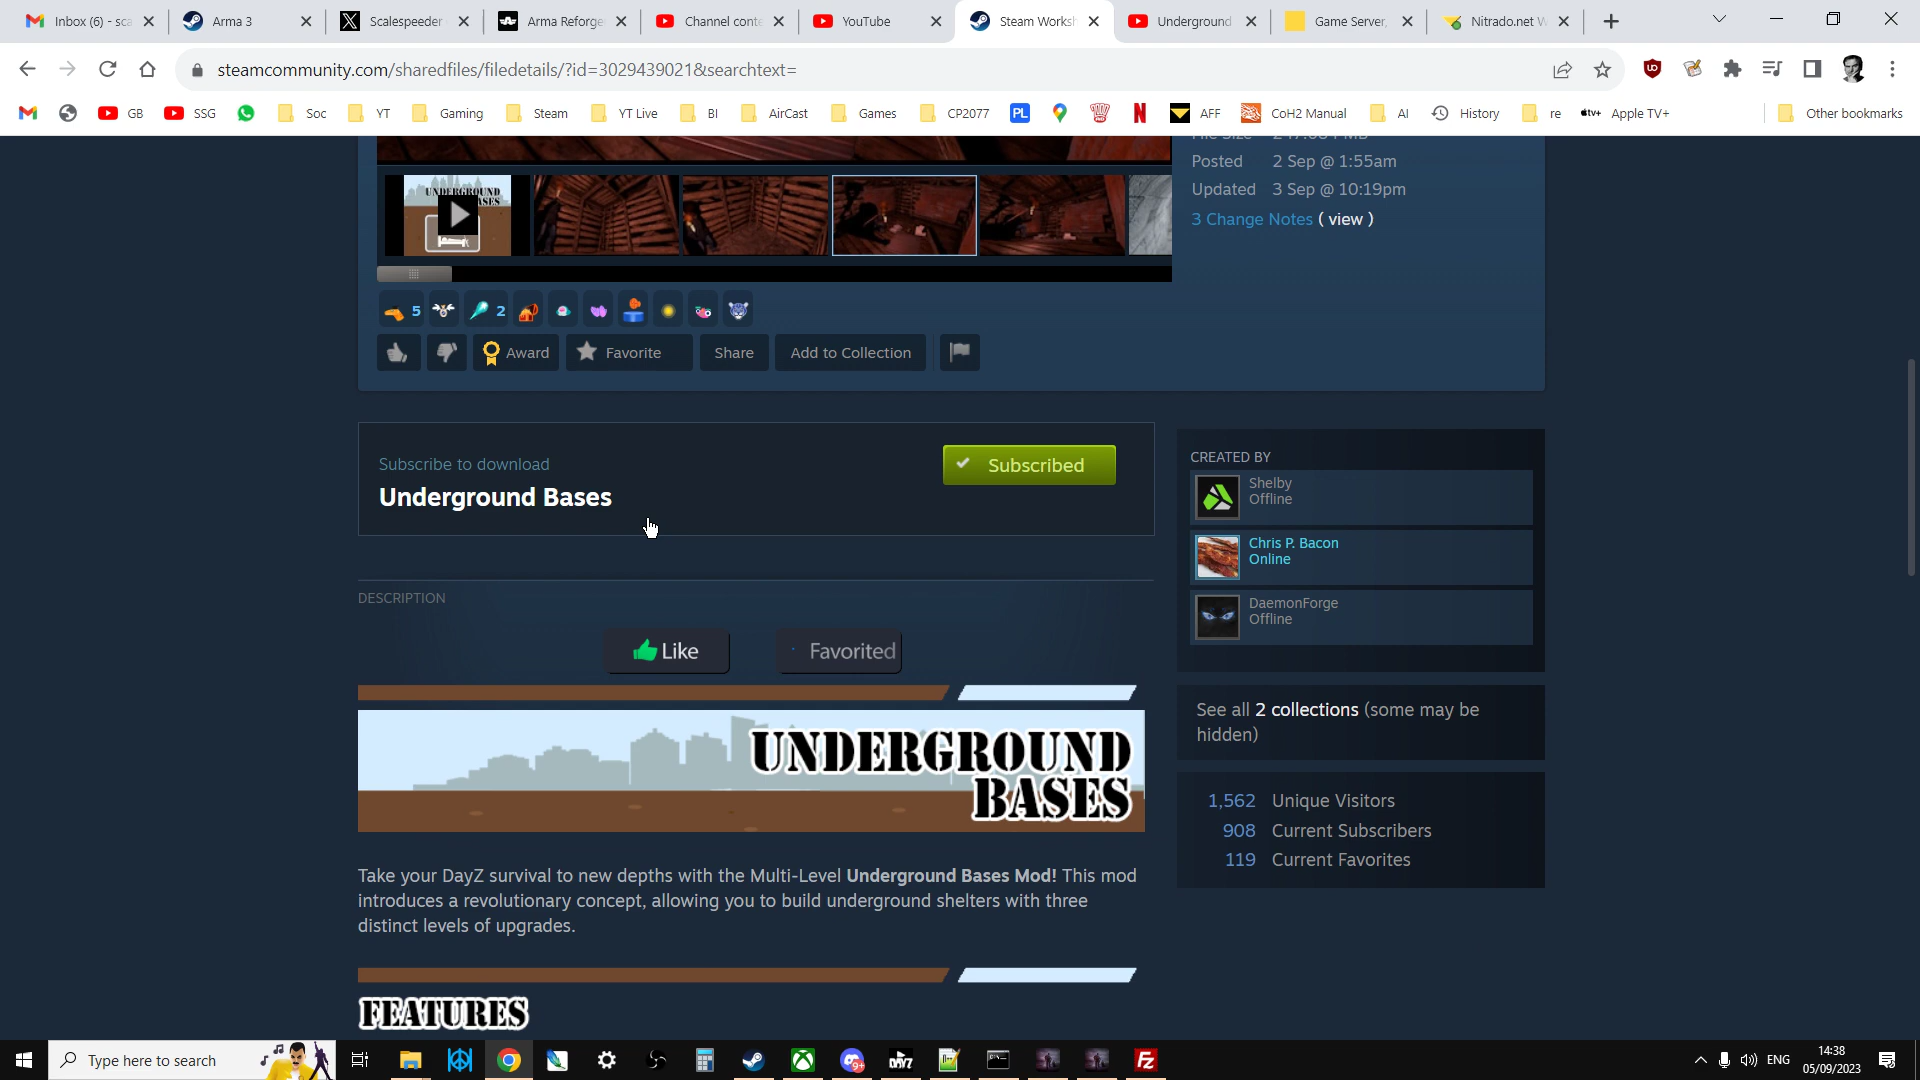 Inbox (6) - sca
Arma 3
Scalespeeder
Arma Reforge
Channel conte
YouTube
Steam Worksh
Underground
Game Server,
Nitrado.net W
steamcommunity.com/sharedfiles/filedetails/?id=3029439021&searchtext=
GB
SSG
Soc
YT
Gaming
Steam
YT Live
BI
AirCast
Games
CP2077
PL
AFF
CoH2 Manual
AI
History
re
Apple TV+
Other bookmarks
Posted 2 Sep @ 1:55am
Updated 3 Sep @ 10:19pm
3 Change Notes ( view )
UNDERGROUND
5
2
Award
Favorite
Share
Add to Collection
Subscribe to download
Underground Bases
Subscribed
CREATED BY
Shelby
Offline
Chris P. Bacon
Online
DaemonForge
Offline
DESCRIPTION
Like
Favorited
UNDERGROUND
BASES
See all 2 collections (some may be
hidden)
1,562 Unique Visitors
908 Current Subscribers
119 Current Favorites
Take your DayZ survival to new depths with the Multi-Level Underground Bases Mod! This mod
introduces a revolutionary concept, allowing you to build underground shelters with three
distinct levels of upgrades.
FEATURES
Type here to search
ENG
14:38
05/09/2023